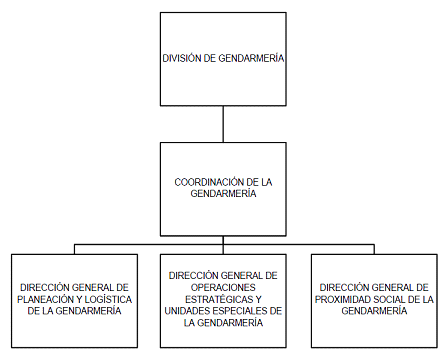 DIVISIÓN DE GENDARMERÍA
COORDINACIÓN DE LA
GENDARMERÍA
DIRECCIÓN GENERAL DE
PLANEACIÓN Y LOGÍSTICA
DE LA GENDARMERÍA
DIRECCIÓN GENERAL DE
OPERACIONES
ESTRATÉGICAS Y
UNIDADES ESPECIALES DE
LA GENDARMERÍA
DIRECCIÓN GENERAL DE
PROXIMIDAD SOCIAL DE LA
GENDARMERÍA